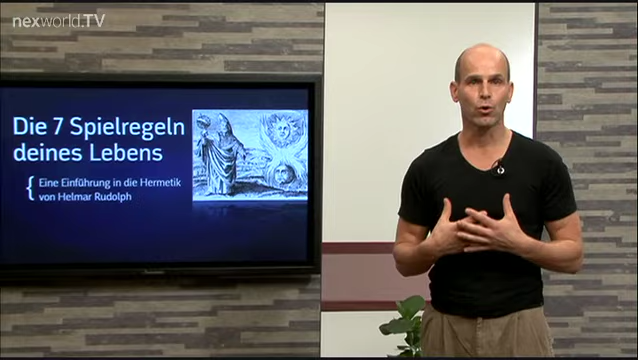 nexworld.TV
Die 7 Spielregeln
deines Lebens
{ Eine Einführung in die Hermetik
von Helmar Rudolph